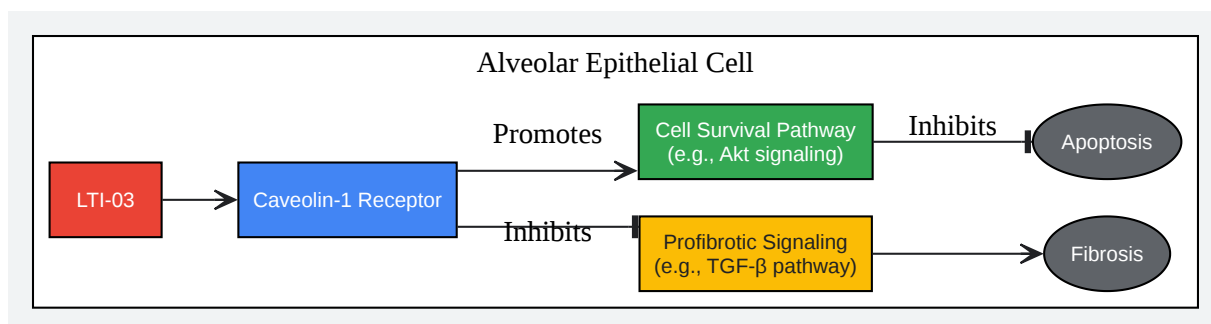 Alveolar Epithelial Cell
LTI-03
Caveolin-1 Receptor
Promotes
Inhibits
Cell Survival Pathway
(e.g., Akt signaling)
Profibrotic Signaling
(e.g., TGF-β pathway)
Inhibits
Apoptosis
Fibrosis